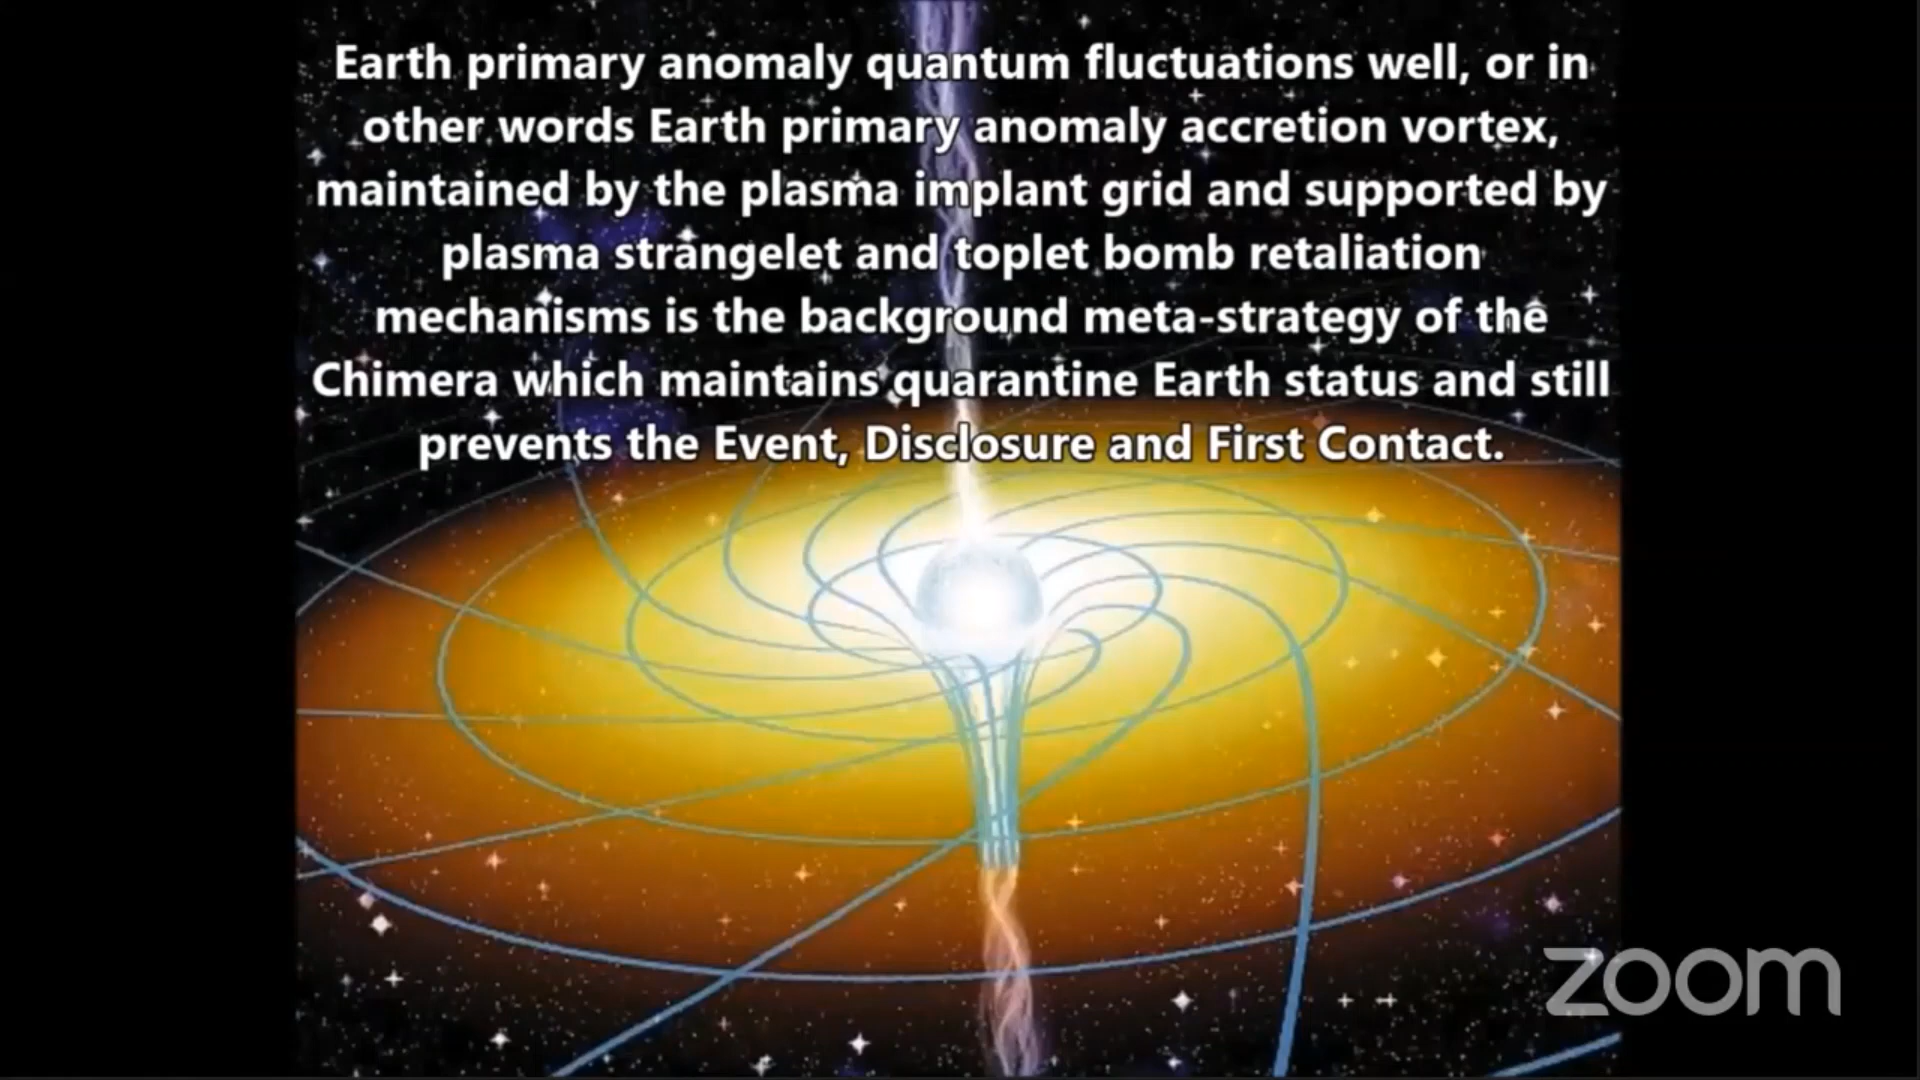 Earth primary anomaly quantum fluctuations well, or in
other words Earth primary anomaly accretion vortex,
maintained by the plasma implant grid and supported by
plasma strangelet and toplet bomb retaliation
mechanisms is the background meta-strategy of the
Chimera which maintains quarantine Earth status and still
prevents the Event, Disclosure and First Contact.
zoom